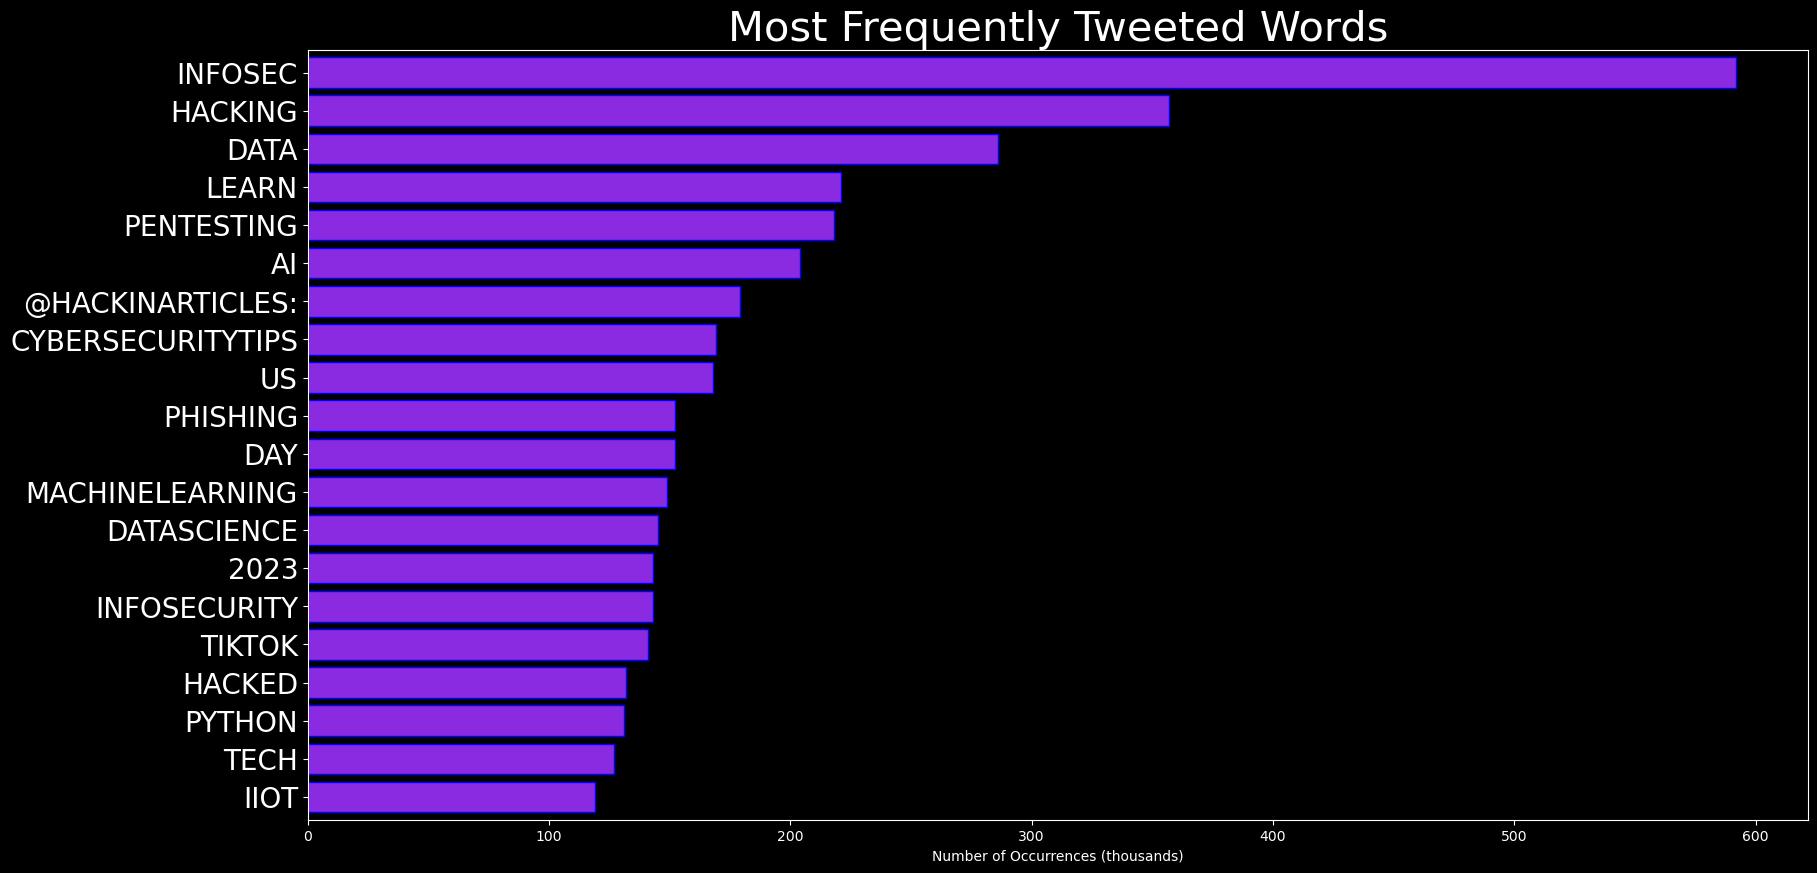 Most Frequently Tweeted Words
INFOSEC
HACKING
DATA
LEARN
PENTESTING
AI
@HACKINARTICLES:
CYBERSECURITYTIPS
US
PHISHING
DAY
MACHINELEARNING
DATASCIENCE
2023
INFOSECURITY
TIKTOK
HACKED
PYTHON
TECH
IIOT
0 100 200 300 400 500 600
Number of Occurrences (thousands)